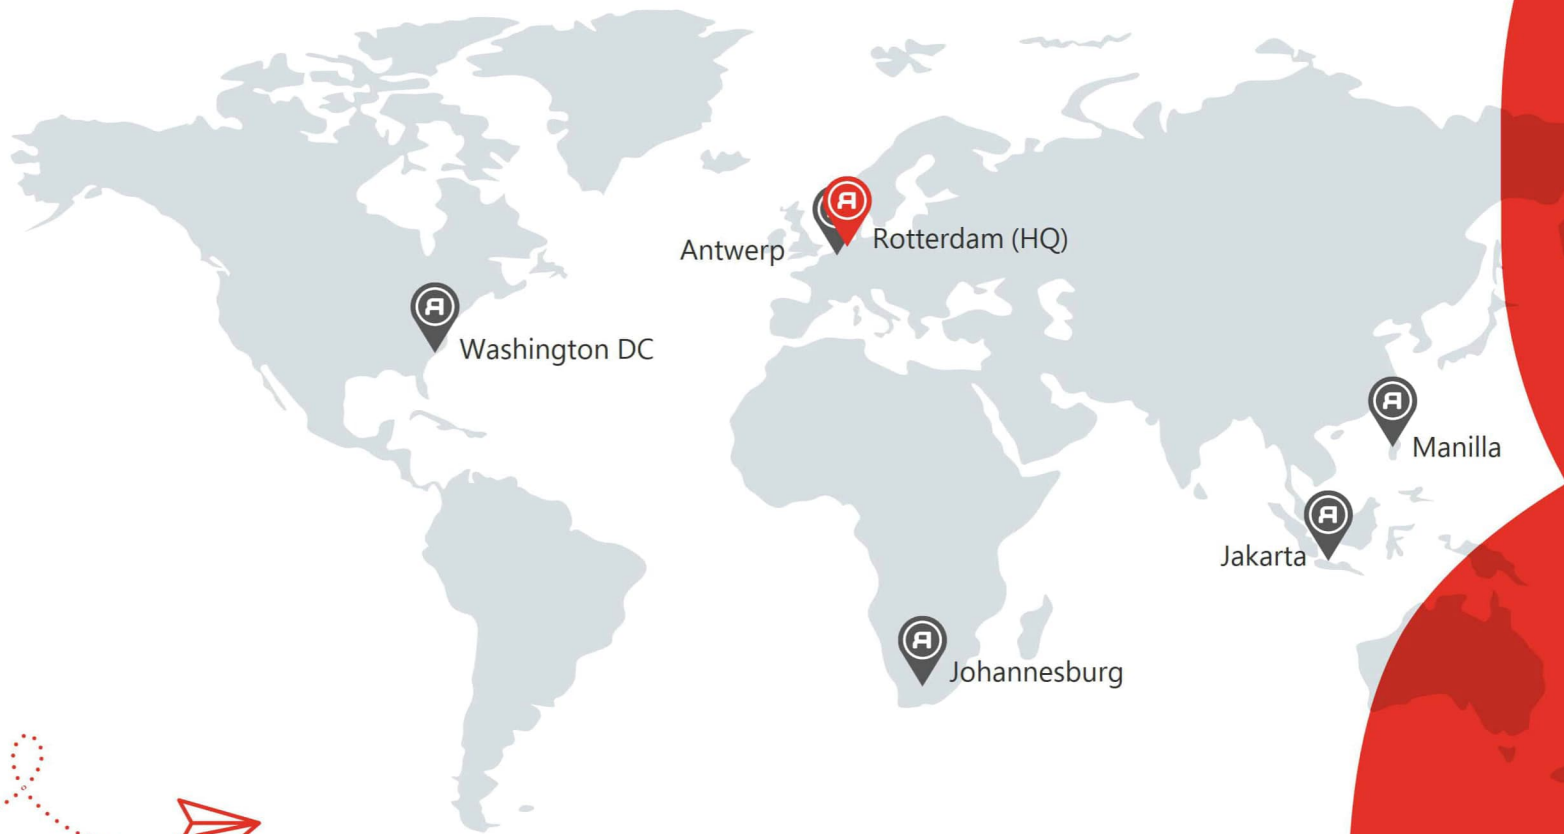 Antwerp
Rotterdam (HQ)
Washington DC
Manilla
Jakarta
Johannesburg